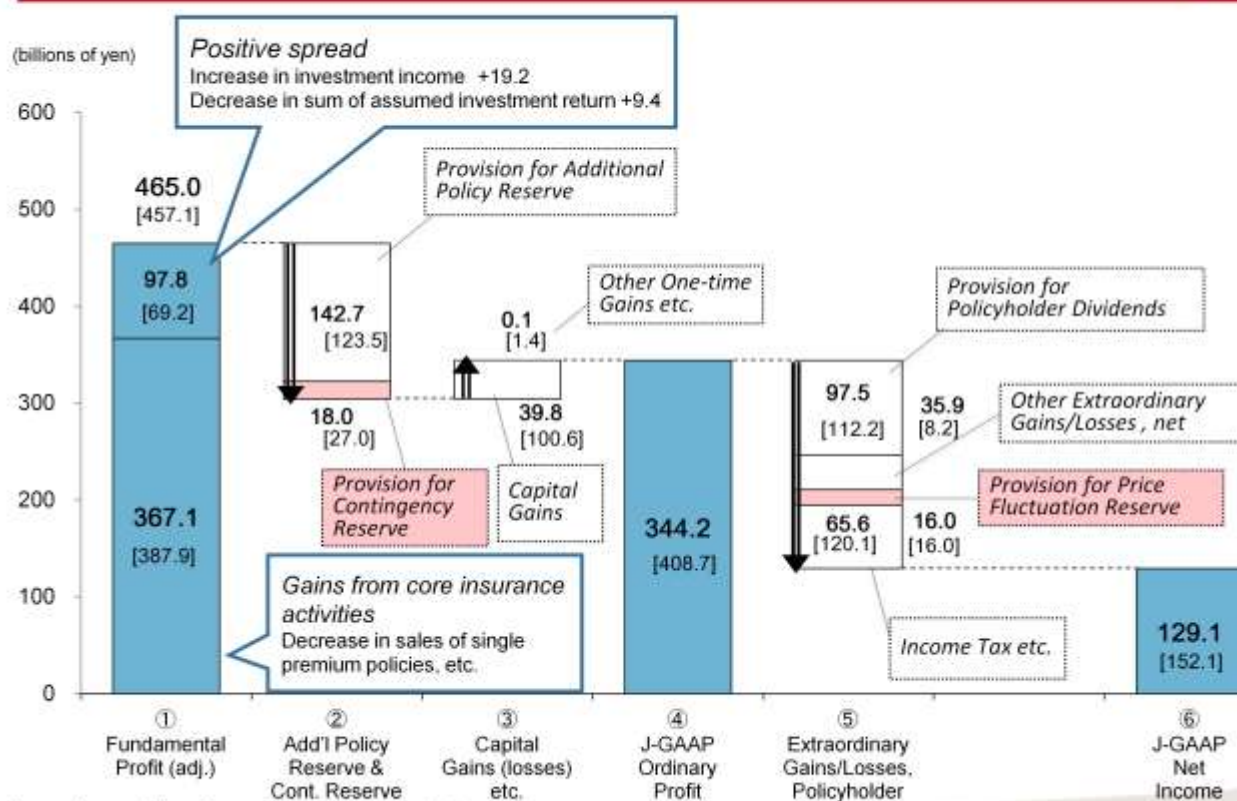 (billions of yen)
Positive spread
Increase in investment income +19.2
Decrease in sum of assumed investment return +9.4
600
500
400
300
200
100
0
465.0
[457.1]
97.8
[69.2]
367.1
[387.9]
Provision for Additional
Policy Reserve
142.7
[123.5]
18.0
[27.0]
Provision for
Contingency
Reserve
Gains from core insurance
activities
Decrease in sales of single
premium policies, etc.
Other One-time
Gains etc.
0.1
[1.4]
39.8
[100.6]
Capital
Gains
344.2
[408.7]
Provision for
Policyholder Dividends
97.5
[112.2]
35.9
[8.2]
Other Extraordinary
Gains/Losses , net
Provision for Price
Fluctuation Reserve
65.6
[120.1]
16.0
[16.0]
Income Tax etc.
129.1
[152.1]
①
Fundamental
Profit (adj.)
②
Add'l Policy
Reserve &
Cont. Reserve
③
Capital
Gains (losses)
etc.
④
J-GAAP
Ordinary
Profit
⑤
Extraordinary
Gains/Losses,
Policyholder
⑥
J-GAAP
Net
Income